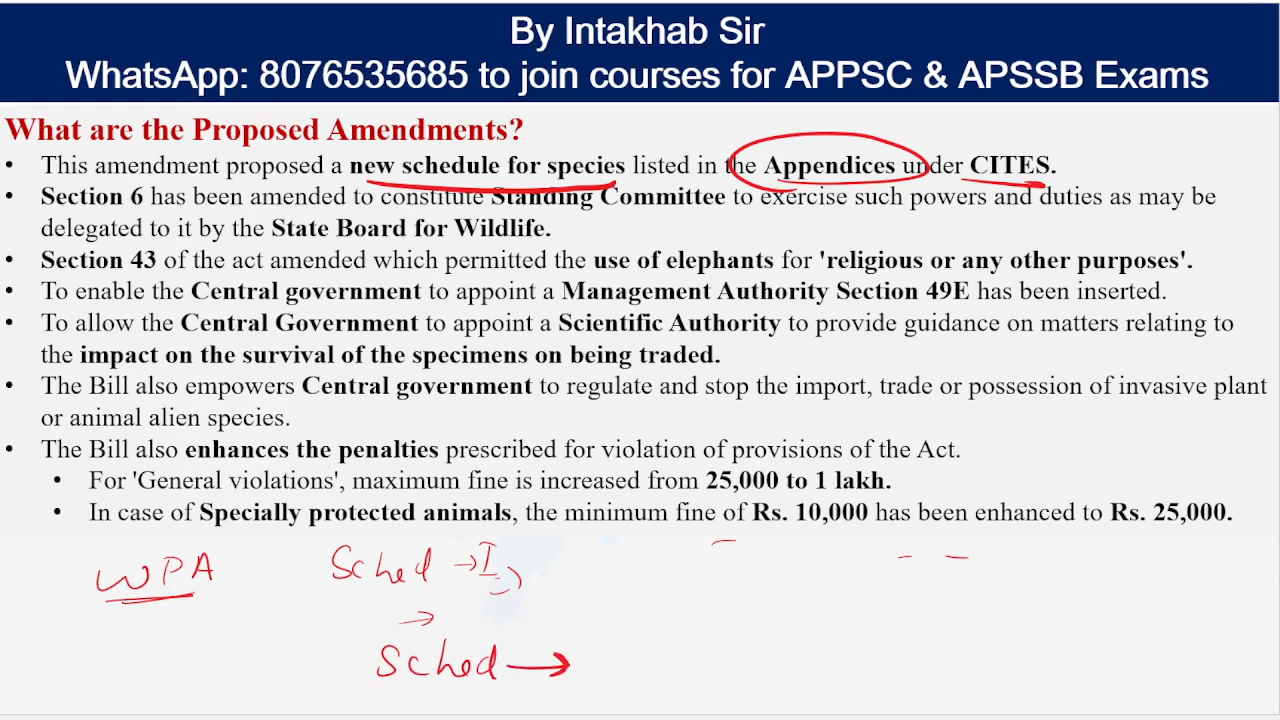 By Intakhab Sir
WhatsApp: 8076535685 to join courses for APPSC & APSSB Exams
What are the Proposed Amendments?
• This amendment proposed a new schedule for species listed in the Appendices under CITES.
• Section 6 has been amended to constitute Standing Committee to exercise such powers and duties as may be
delegated to it by the State Board for Wildlife.
• Section 43 of the act amended which permitted the use of elephants for 'religious or any other purposes'.
• To enable the Central government to appoint a Management Authority Section 49E has been inserted.
• To allow the Central Government to appoint a Scientific Authority to provide guidance on matters relating to
the impact on the survival of the specimens on being traded.
• The Bill also empowers Central government to regulate and stop the import, trade or possession of invasive plant
or animal alien species.
• The Bill also enhances the penalties prescribed for violation of provisions of the Act.
• For 'General violations', maximum fine is increased from 25,000 to 1 lakh.
• In case of Specially protected animals, the minimum fine of Rs. 10,000 has been enhanced to Rs. 25,000.
WPA Sched → I
→
Sched →